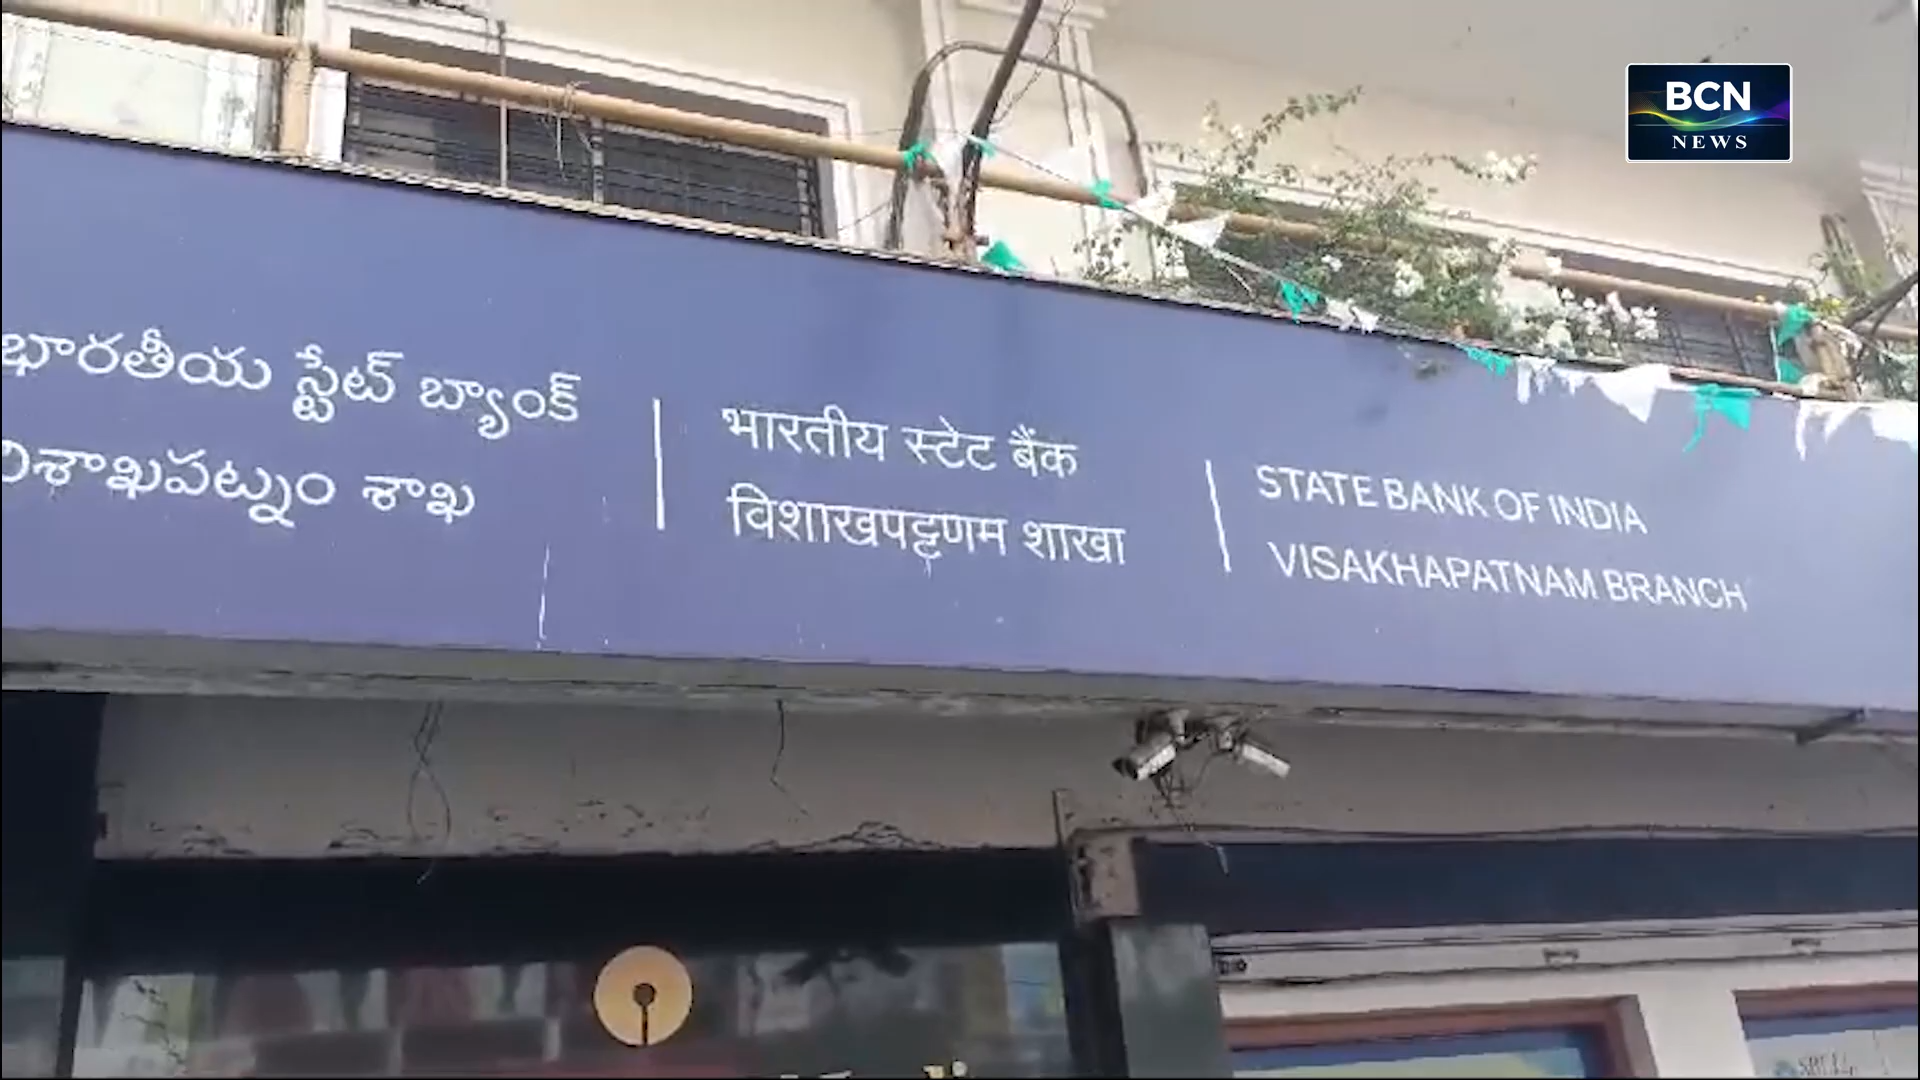 BCN
NEWS
భారతీయ స్టేట్ బ్యాంక్
విశాఖపట్నం శాఖ
भारतीय स्टेट बैंक
विशाखपट्टणम शाखा
STATE BANK OF INDIA
VISAKHAPATNAM BRANCH